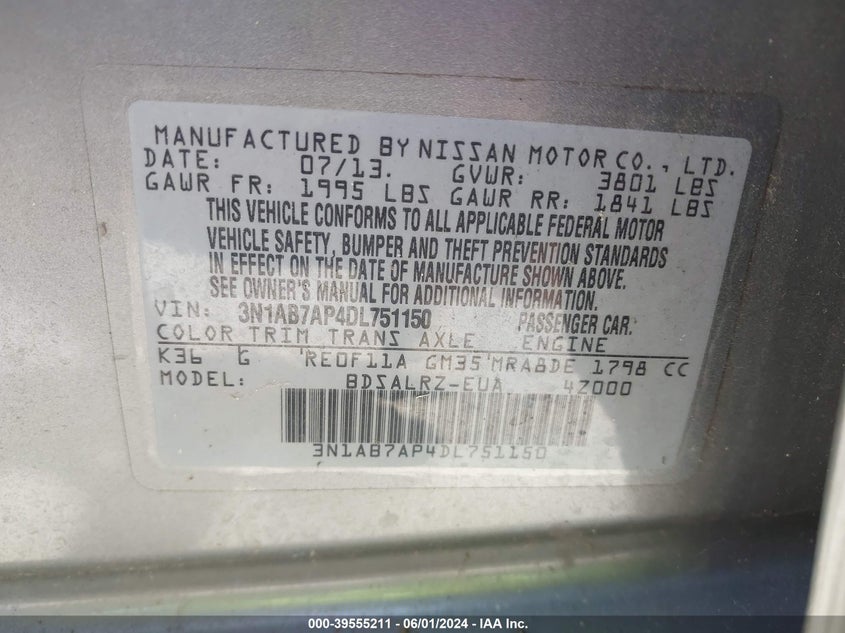 MANUFACTURED BY NISSAN MOTOR CO., LTD.
DATE: 07/13. GVWR: 3801 LBS
GAWR FR: 1995 LBS GAWR RR: 1841 LBS
THIS VEHICLE CONFORMS TO ALL APPLICABLE FEDERAL MOTOR
VEHICLE SAFETY, BUMPER AND THEFT PREVENTION STANDARDS
IN EFFECT ON THE DATE OF MANUFACTURE SHOWN ABOVE.
SEE OWNER'S MANUAL FOR ADDITIONAL INFORMATION.
VIN: 3N1AB7AP4DL751150 PASSENGER CAR.
COLOR TRIM TRANS AXLE ENGINE
K36 G RE0F11A GM35 MRA8DE 1798 CC
MODEL: BDSALRZ-EUA 4Z000
3N1AB7AP4DL751150
000-39555211 - 06/01/2024 - IAA Inc.